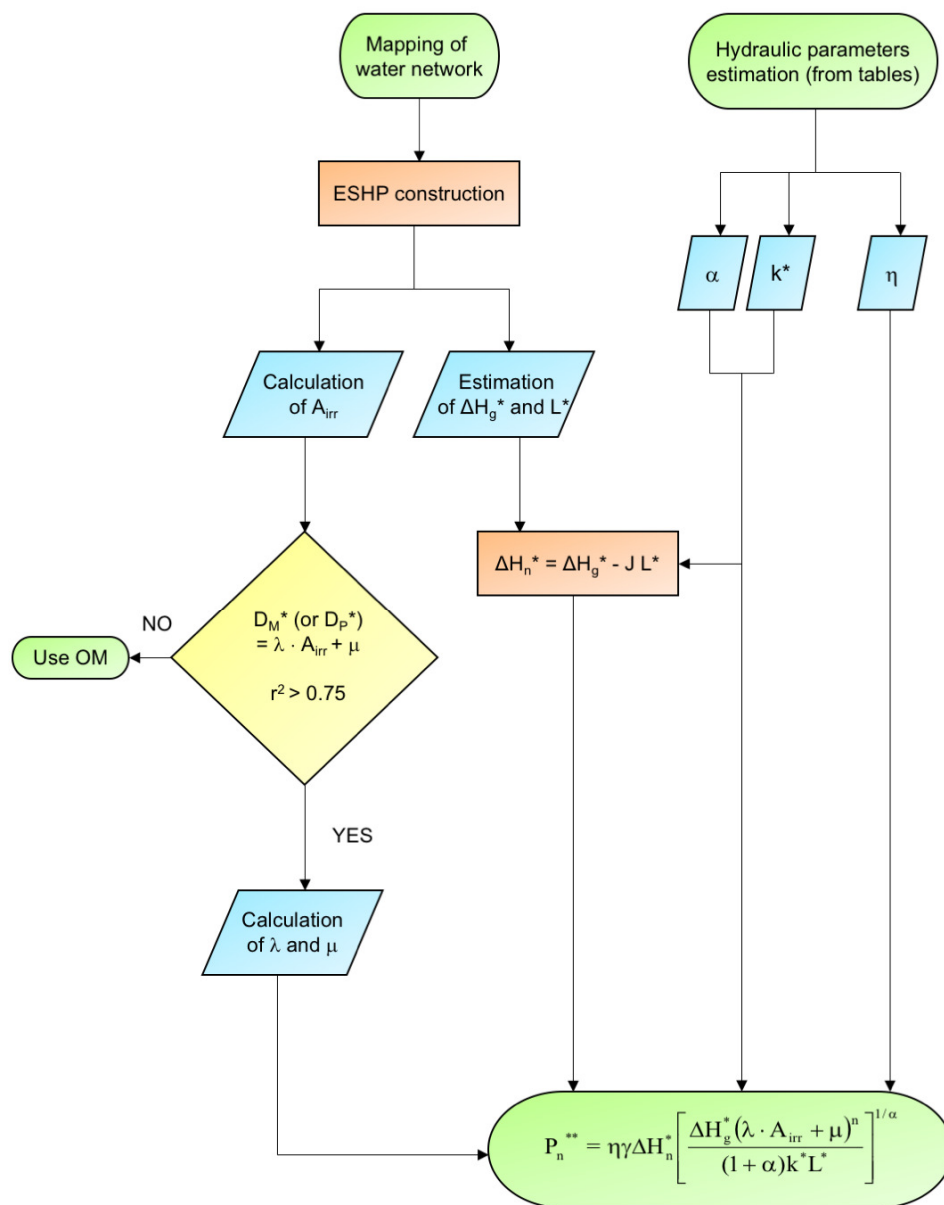 Mapping of
water network
Hydraulic parameters
estimation (from tables)
ESHP construction
α
k*
η
Calculation
of A_irr
Estimation
of ΔH_g* and L*
ΔH_n* = ΔH_g* - J L*
D_M* (or D_P*)
= λ · A_irr + μ
r² > 0.75
NO
Use OM
YES
Calculation
of λ and μ
P_n** = ηγΔH_n* [ ΔH_g* (λ · A_irr + μ)^n / (1 + α)k*L* ]^1/α